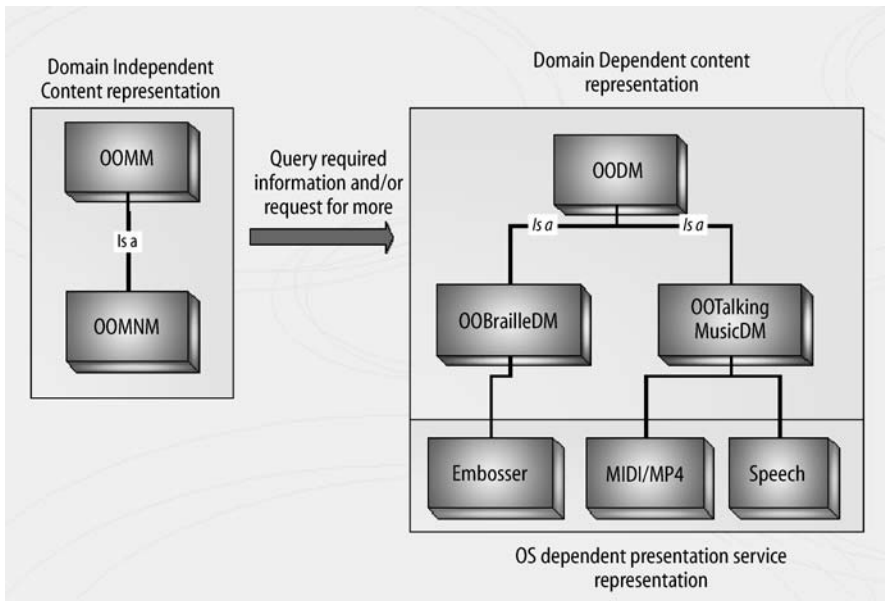 Domain Independent
Content representation
OOMM
Is a
OOMNM
Query required
information and/or
request for more
Domain Dependent content
representation
OODM
Is a
Is a
OOBrailleDM
OOTalking
MusicDM
Embosser
MIDI/MP4
Speech
OS dependent presentation service
representation